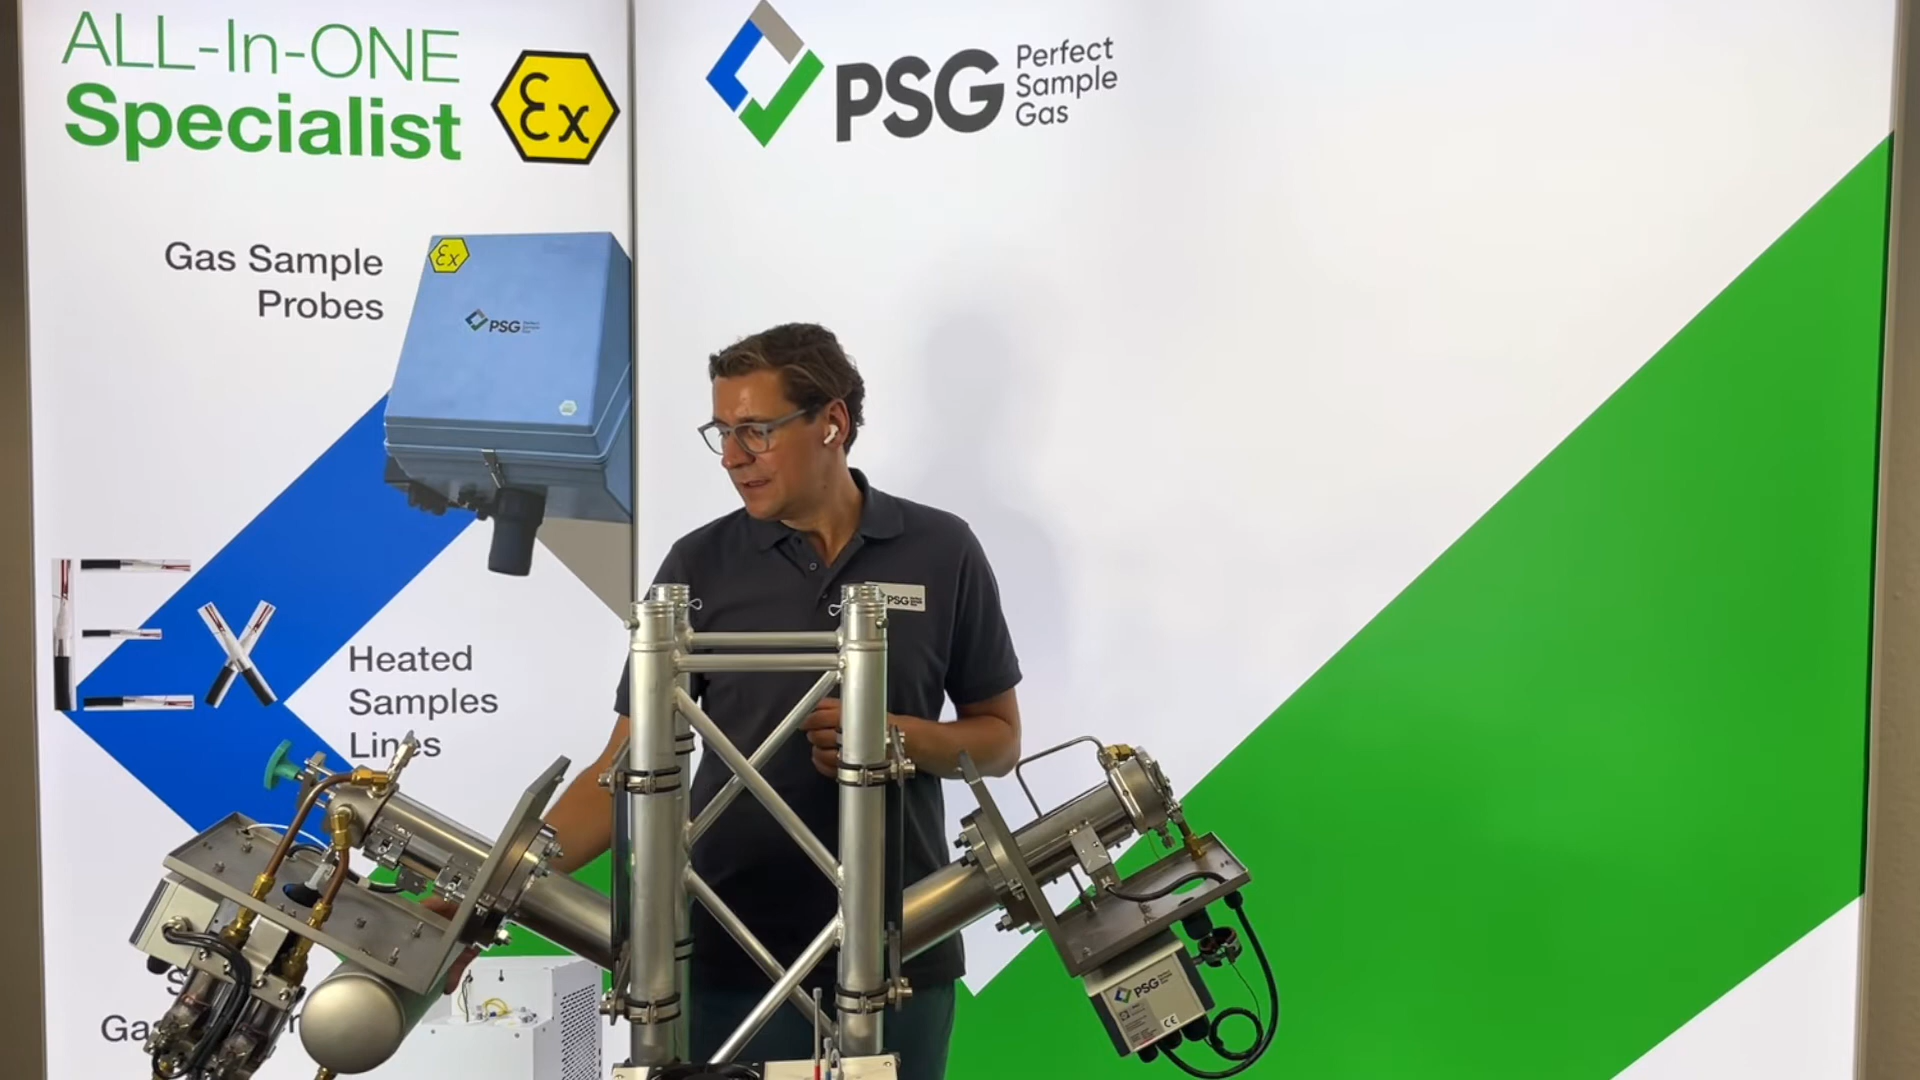 ALL-In-ONE
Specialist
Ex
PSG
Perfect
Sample
Gas
Gas Sample
Probes
Ex
PSG
Heated
Samples
Lines
PSG
PSG
CE